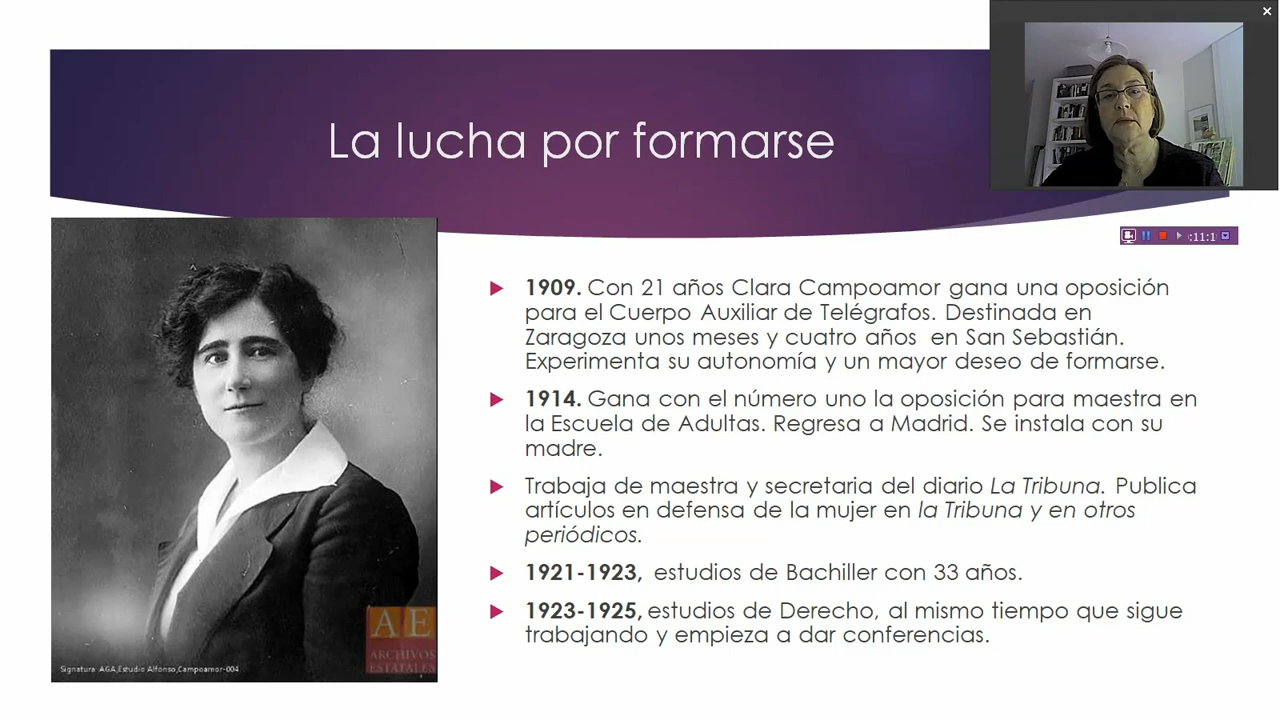 La lucha por formarse
:11:1
1909. Con 21 años Clara Campoamor gana una oposición
para el Cuerpo Auxiliar de Telégrafos. Destinada en
Zaragoza unos meses y cuatro años en San Sebastián.
Experimenta su autonomía y un mayor deseo de formarse.
1914. Gana con el número uno la oposición para maestra en
la Escuela de Adultas. Regresa a Madrid. Se instala con su
madre.
Trabaja de maestra y secretaria del diario La Tribuna. Publica
artículos en defensa de la mujer en la Tribuna y en otros
periódicos.
1921-1923, estudios de Bachiller con 33 años.
1923-1925, estudios de Derecho, al mismo tiempo que sigue
trabajando y empieza a dar conferencias.
AE
ARCHIVOS
ESTATALES
Signatura AGA,Estudio Alfonso,Campoamor-004